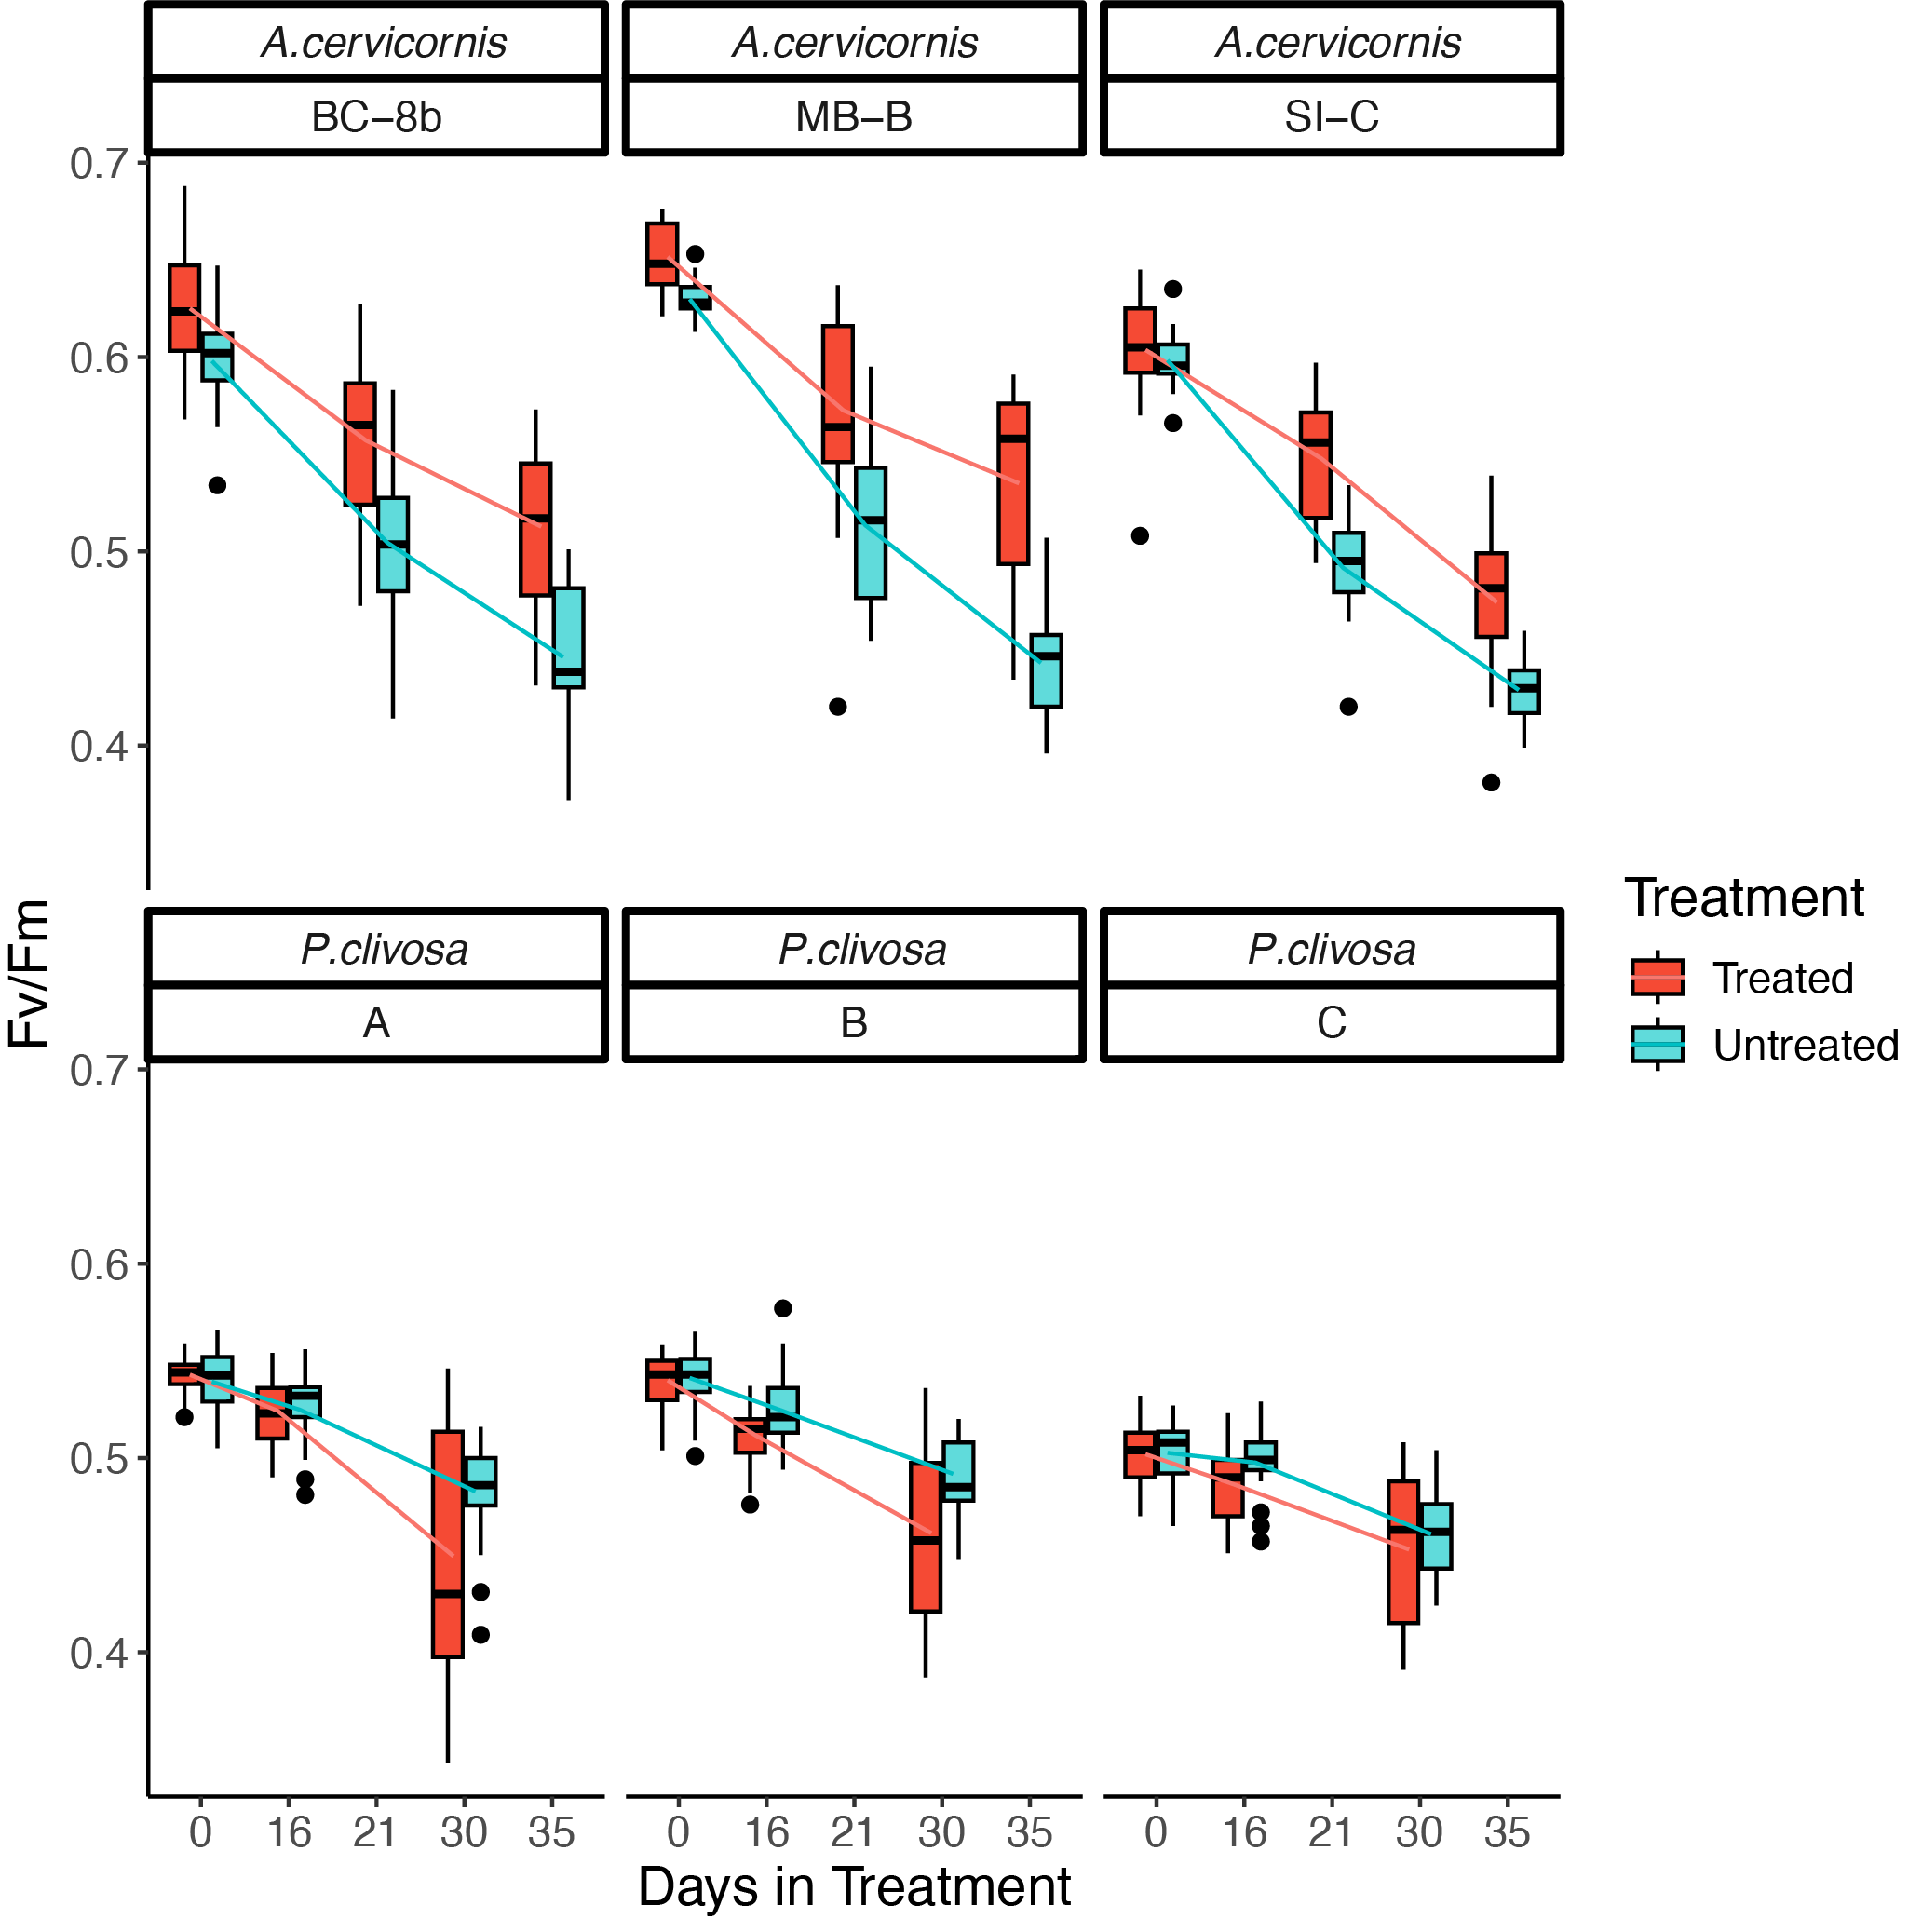 A.cervicornis A.cervicornis A.cervicornis
BC−8b MB−B SI−C
0.7
0.6
0.5
0.4
Fv/Fm
P.clivosa P.clivosa P.clivosa
A B C
0.7
0.6
0.5
0.4
0 16 21 30 35 0 16 21 30 35 0 16 21 30 35
Days in Treatment
Treatment
Treated
Untreated